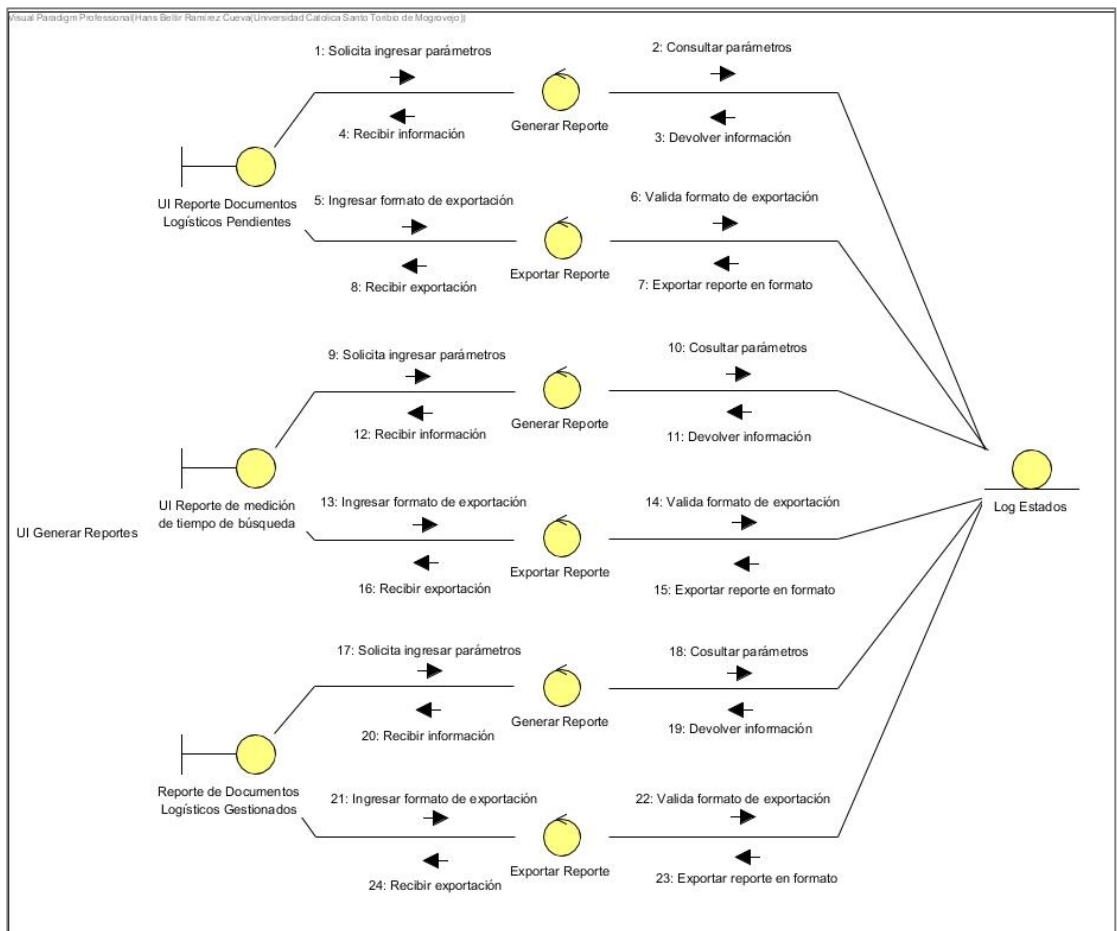 Visual Paradigm Professional(Hans Bellir Ramírez Cueva(Universidad Catolica Santo Toribio de Mogrovejo))
1: Solicita ingresar parámetros
2: Consultar parámetros
Generar Reporte
4: Recibir información
3: Devolver información
UI Reporte Documentos
Logísticos Pendientes
5: Ingresar formato de exportación
6: Valida formato de exportación
Exportar Reporte
8: Recibir exportación
7: Exportar reporte en formato
9: Solicita ingresar parámetros
10: Cosultar parámetros
Generar Reporte
12: Recibir información
11: Devolver información
UI Reporte de medición
de tiempo de búsqueda
13: Ingresar formato de exportación
14: Valida formato de exportación
Log Estados
UI Generar Reportes
Exportar Reporte
16: Recibir exportación
15: Exportar reporte en formato
17: Solicita ingresar parámetros
18: Cosultar parámetros
Generar Reporte
20: Recibir información
19: Devolver información
Reporte de Documentos
Logísticos Gestionados
21: Ingresar formato de exportación
22: Valida formato de exportación
Exportar Reporte
24: Recibir exportación
23: Exportar reporte en formato